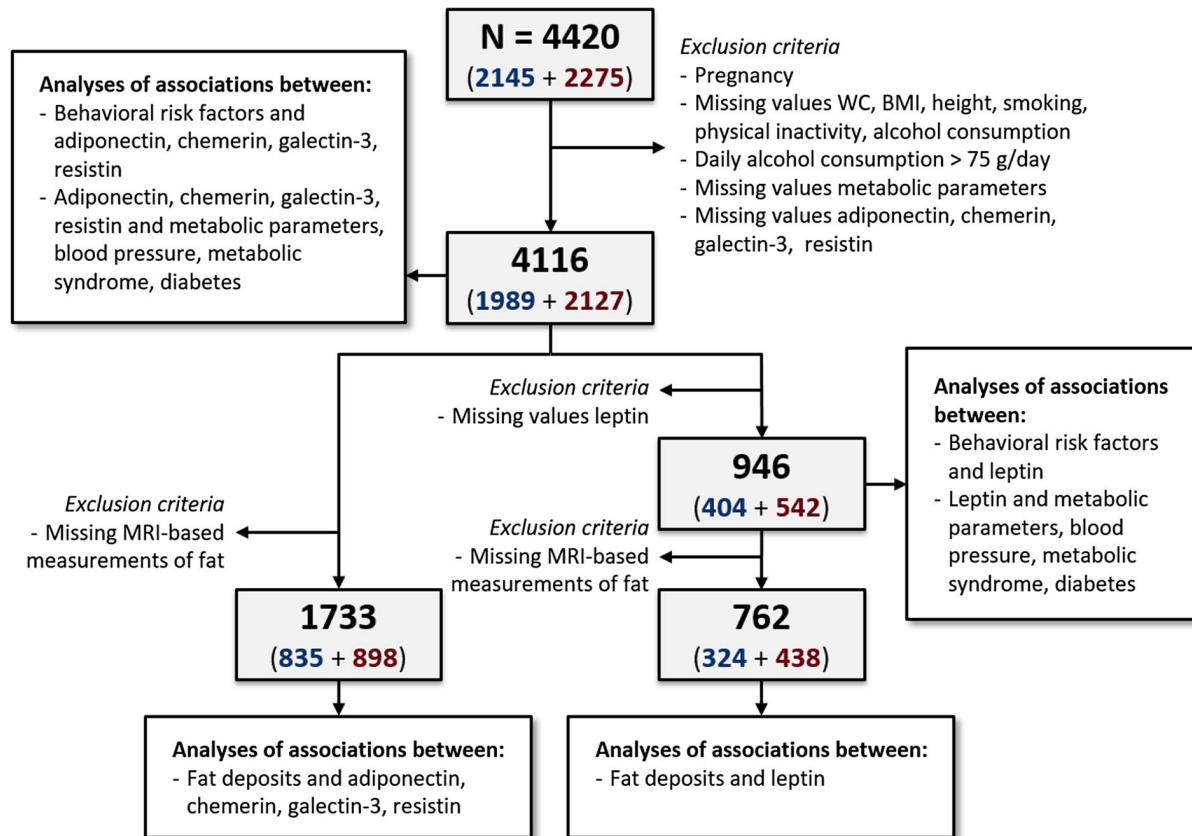 N = 4420
(2145 + 2275)
Exclusion criteria
- Pregnancy
- Missing values WC, BMI, height, smoking,
physical inactivity, alcohol consumption
- Daily alcohol consumption > 75 g/day
- Missing values metabolic parameters
- Missing values adiponectin, chemerin,
galectin-3, resistin
Analyses of associations between:
- Behavioral risk factors and
adiponectin, chemerin, galectin-3,
resistin
- Adiponectin, chemerin, galectin-3,
resistin and metabolic parameters,
blood pressure, metabolic
syndrome, diabetes
4116
(1989 + 2127)
Exclusion criteria
- Missing values leptin
946
(404 + 542)
Analyses of associations
between:
- Behavioral risk factors
and leptin
- Leptin and metabolic
parameters, blood
pressure, metabolic
syndrome, diabetes
Exclusion criteria
- Missing MRI-based
measurements of fat
Exclusion criteria
- Missing MRI-based
measurements of fat
1733
(835 + 898)
762
(324 + 438)
Analyses of associations between:
- Fat deposits and adiponectin,
chemerin, galectin-3, resistin
Analyses of associations between:
- Fat deposits and leptin